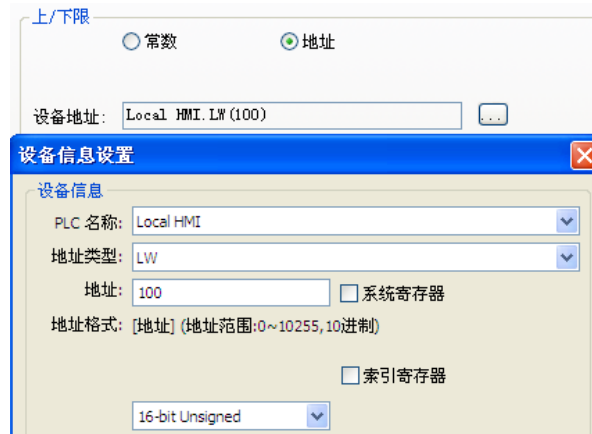 上/下限
常数 地址
设备地址: Local HMI.LW(100) ...
设备信息设置
设备信息
PLC 名称: Local HMI
地址类型: LW
地址: 100 系统寄存器
地址格式: [地址] (地址范围:0~10255,10进制)
索引寄存器
16-bit Unsigned